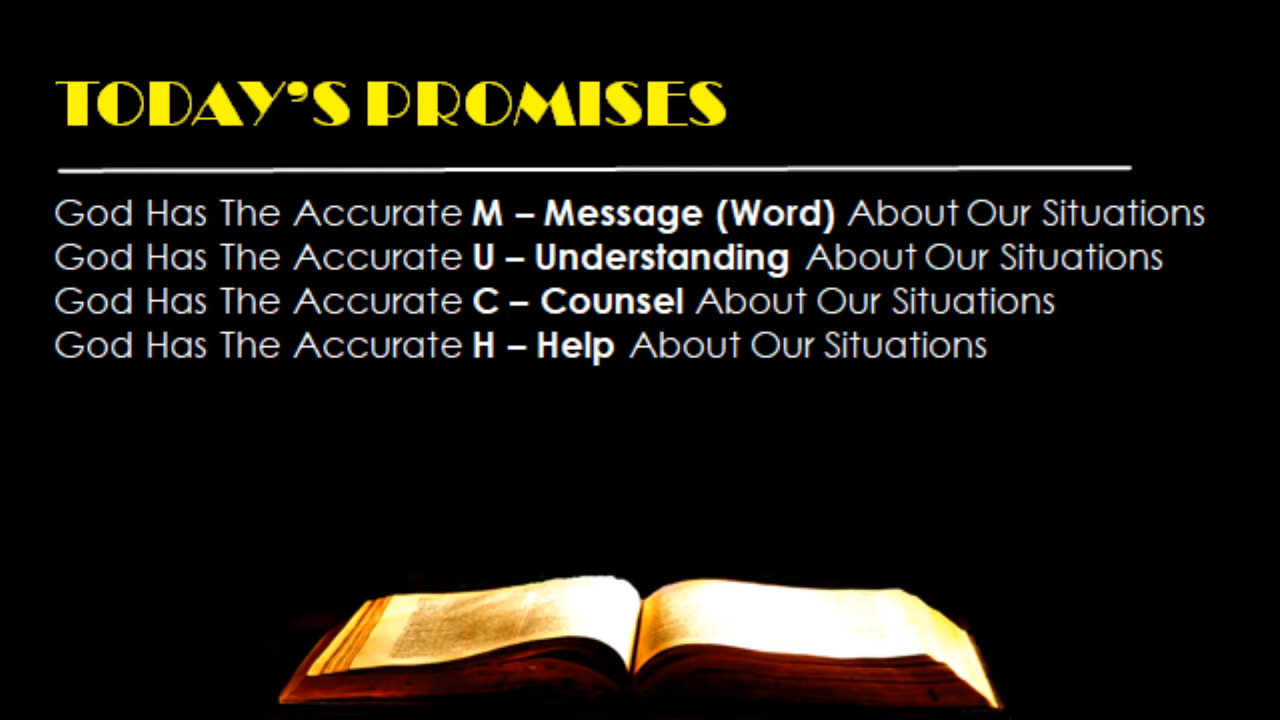 TODAY'S PROMISES
God Has The Accurate M – Message (Word) About Our Situations
God Has The Accurate U – Understanding About Our Situations
God Has The Accurate C – Counsel About Our Situations
God Has The Accurate H – Help About Our Situations